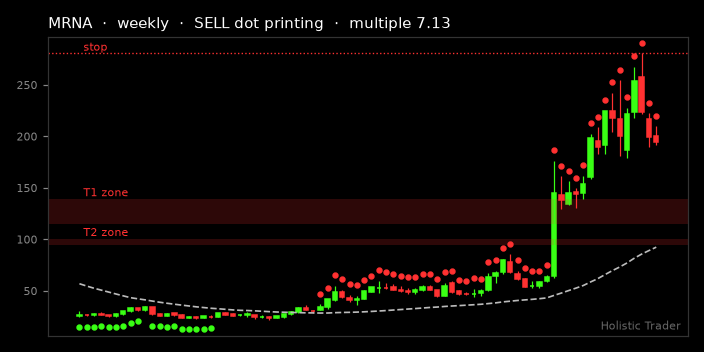 MRNA  ·  weekly  ·  SELL dot printing  ·  multiple 7.13
stop
250
200
T1 zone
150
T2 zone
100
50
Holistic Trader